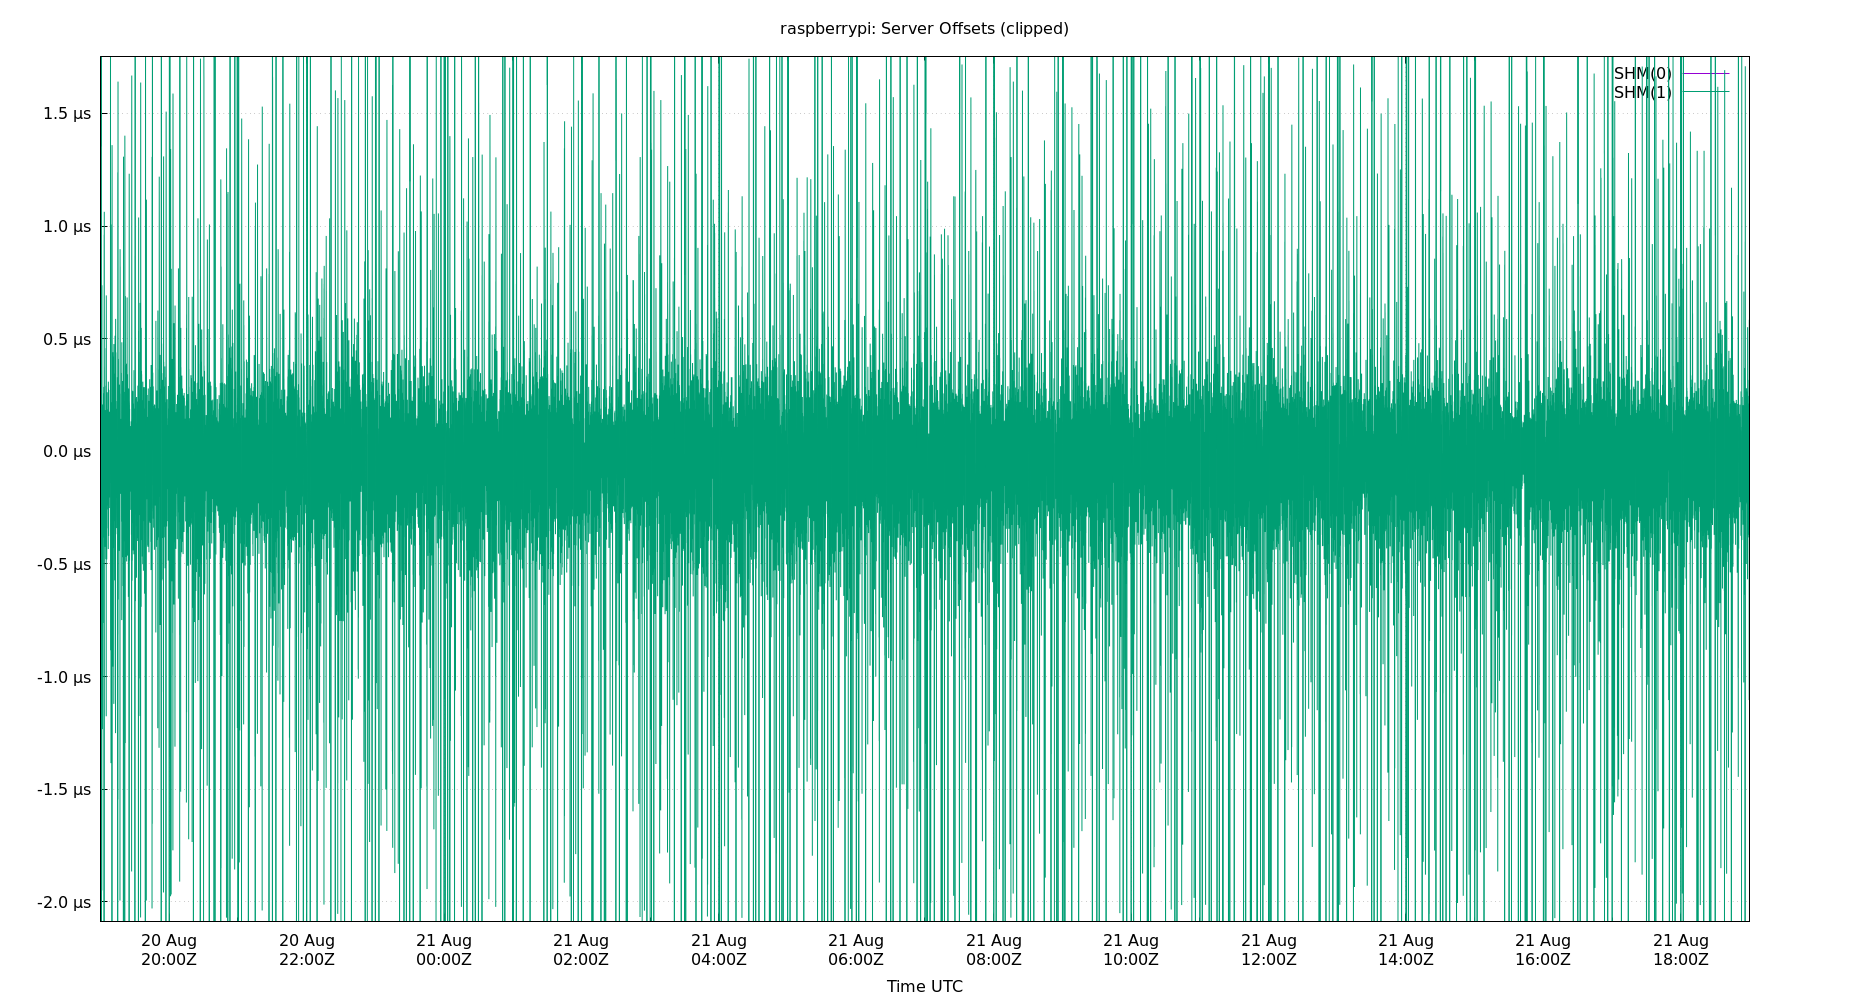 raspberrypi: Server Offsets (clipped)
SHM(0)
SHM(1)
1.5 µs
1.0 µs
0.5 µs
0.0 µs
-0.5 µs
-1.0 µs
-1.5 µs
-2.0 µs
20 Aug 20 Aug 21 Aug 21 Aug 21 Aug 21 Aug 21 Aug 21 Aug 21 Aug 21 Aug 21 Aug 21 Aug
20:00Z 22:00Z 00:00Z 02:00Z 04:00Z 06:00Z 08:00Z 10:00Z 12:00Z 14:00Z 16:00Z 18:00Z
Time UTC